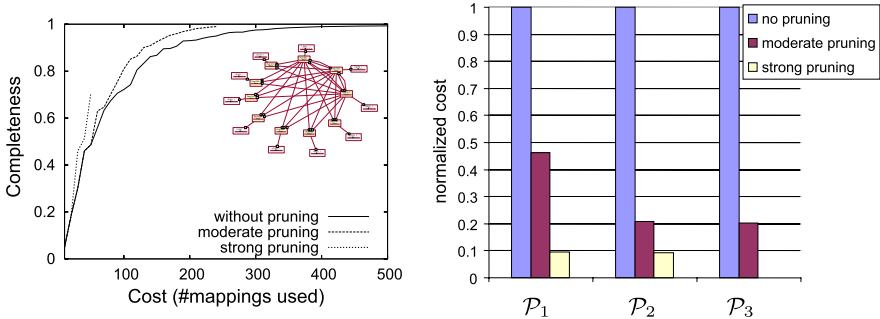 Completeness
1
0.8
0.6
0.4
0.2
0
without pruning
moderate pruning
strong pruning
100
200
300
400
500
Cost (#mappings used)
normalized cost
1
0.9
0.8
0.7
0.6
0.5
0.4
0.3
0.2
0.1
0
no pruning
moderate pruning
strong pruning
P1
P2
P3